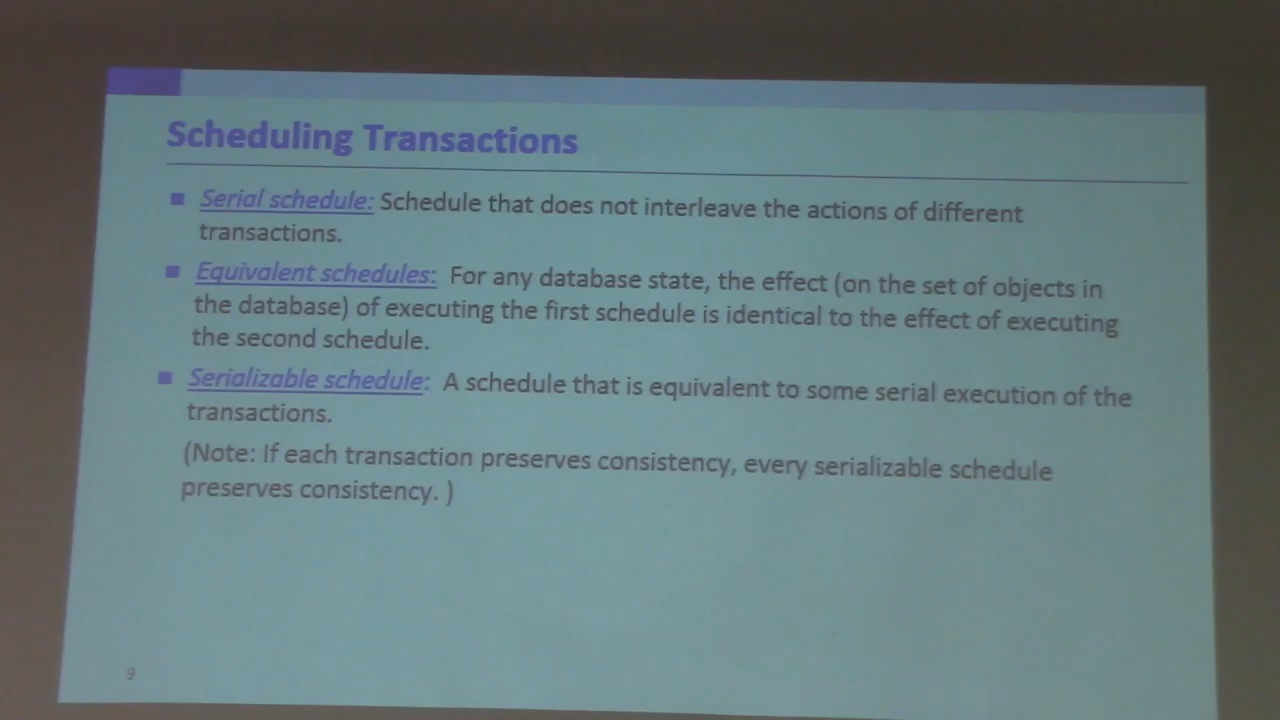 Scheduling Transactions
■ Serial schedule: Schedule that does not interleave the actions of different
transactions.
■ Equivalent schedules: For any database state, the effect (on the set of objects in
the database) of executing the first schedule is identical to the effect of executing
the second schedule.
■ Serializable schedule: A schedule that is equivalent to some serial execution of the
transactions.
(Note: If each transaction preserves consistency, every serializable schedule
preserves consistency. )
9